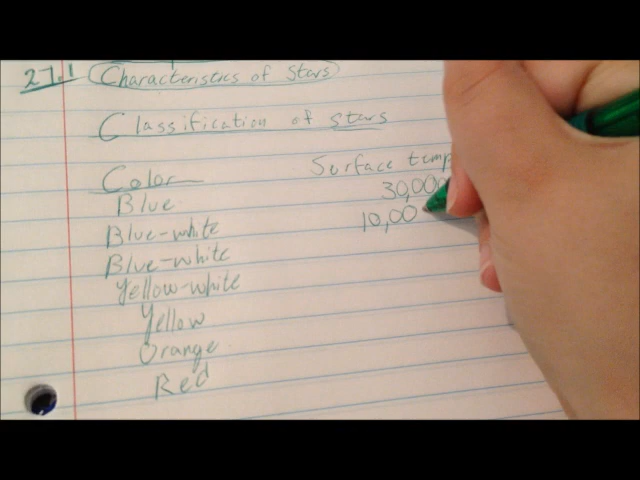 27.1 Characteristics of Stars
Classification of stars
Color Surface temp
Blue 30,000
Blue-white 10,00
Blue-white
Yellow-white
Yellow
Orange
Red